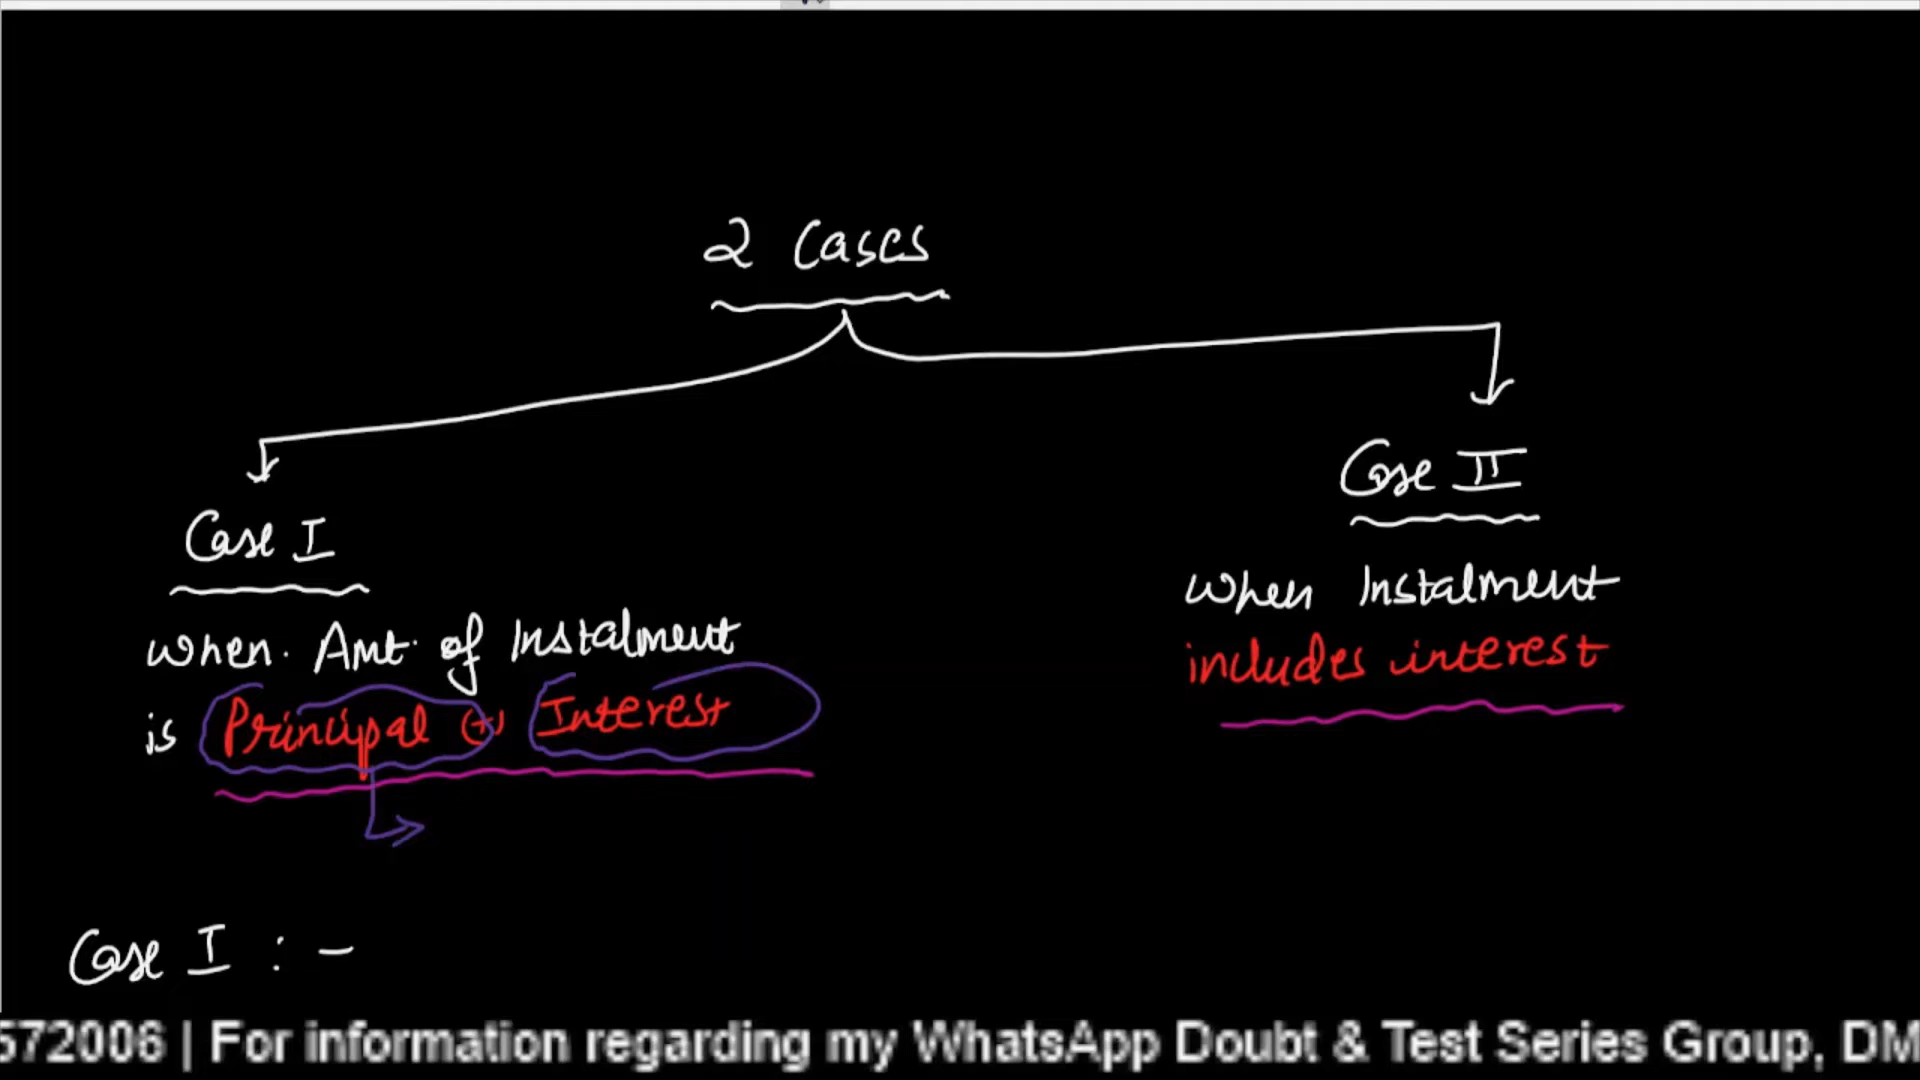 2 Cases
Case I
when. Amt. of Instalment
is Principal (+) Interest
Case II
when Instalment
includes interest
Case I : -
572006 | For information regarding my WhatsApp Doubt & Test Series Group, DM